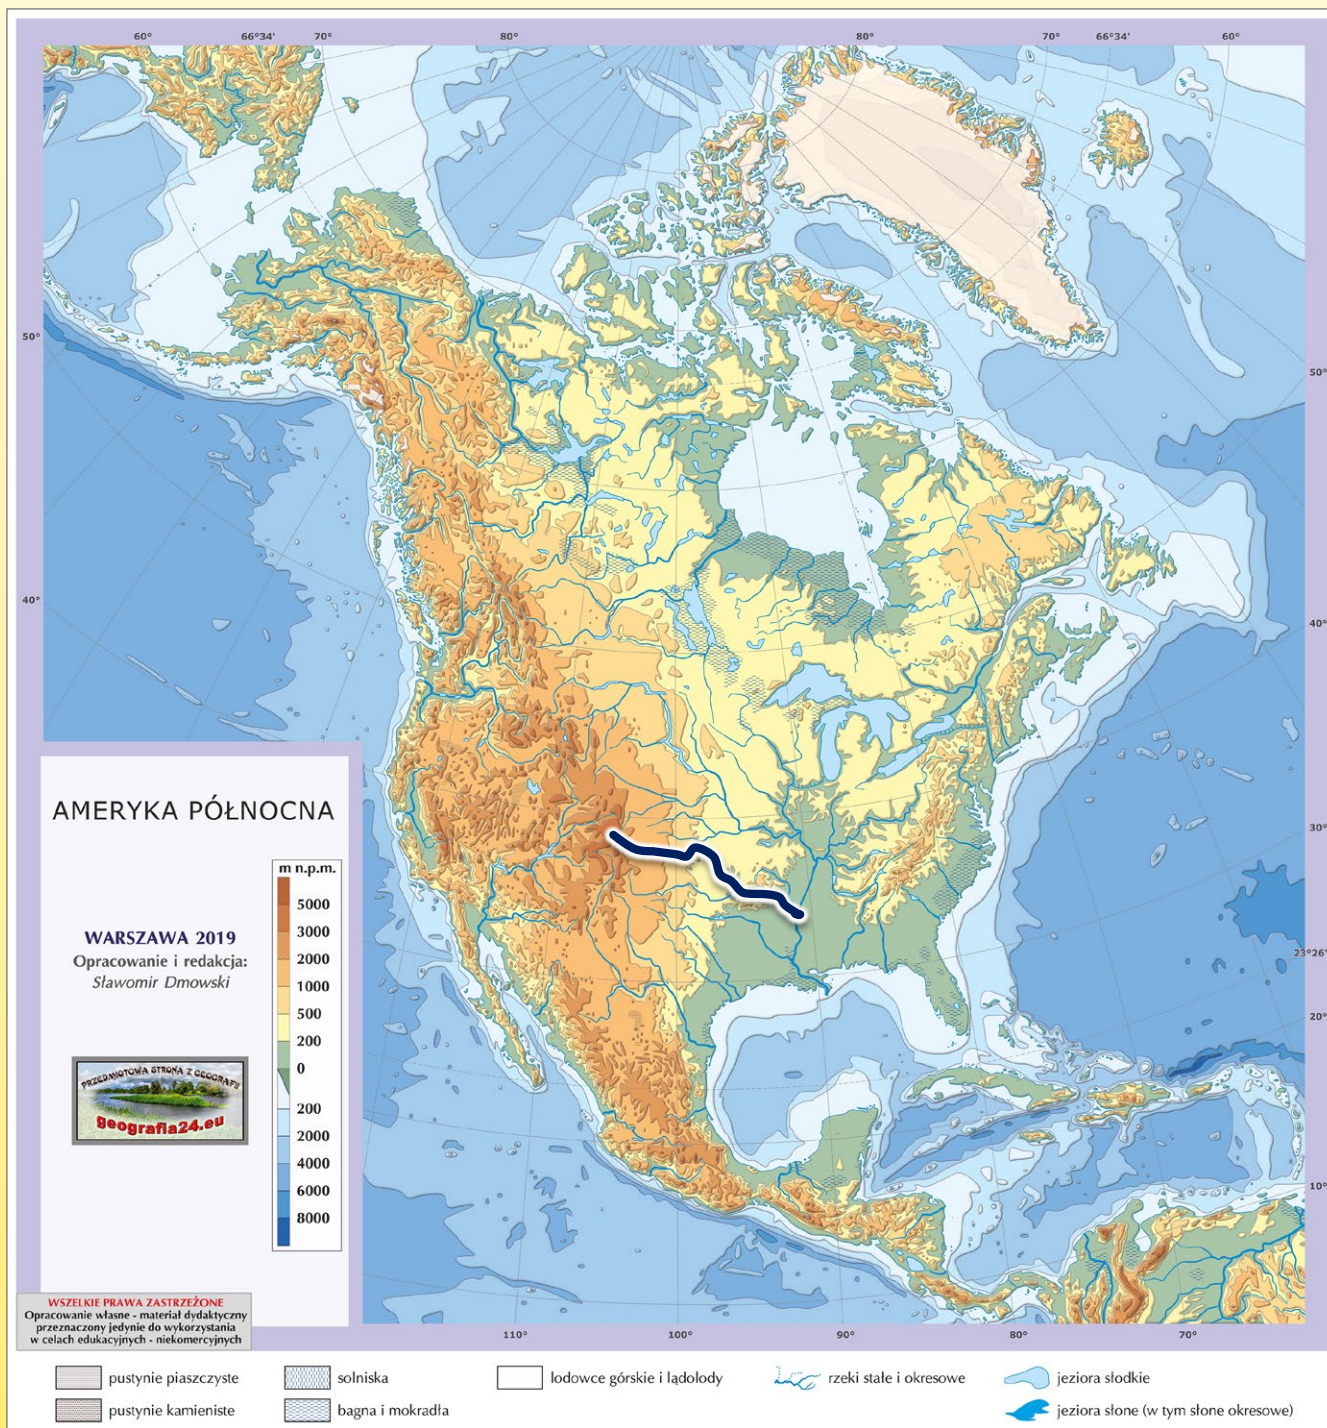 60° 66°34' 70° 80° 80° 70° 66°34' 60°
50°
50°
40°
40°
30°
23°26'
20°
10°
AMERYKA PÓŁNOCNA
m n.p.m.
5000
3000
2000
1000
500
200
0
200
2000
4000
6000
8000
WARSZAWA 2019
Opracowanie i redakcja:
Sławomir Dmowski
PRZEDMIOTOWA STRONA Z GEOGRAFII
geografia24.eu
WSZELKIE PRAWA ZASTRZEŻONE
Opracowanie własne - materiał dydaktyczny
przeznaczony jedynie do wykorzystania
w celach edukacyjnych - niekomercyjnych
110° 100° 90° 80° 70°
pustynie piaszczyste
solniska
lodowce górskie i lądolody
rzeki stałe i okresowe
jeziora słodkie
pustynie kamieniste
bagna i mokradła
jeziora słone (w tym słone okresowe)